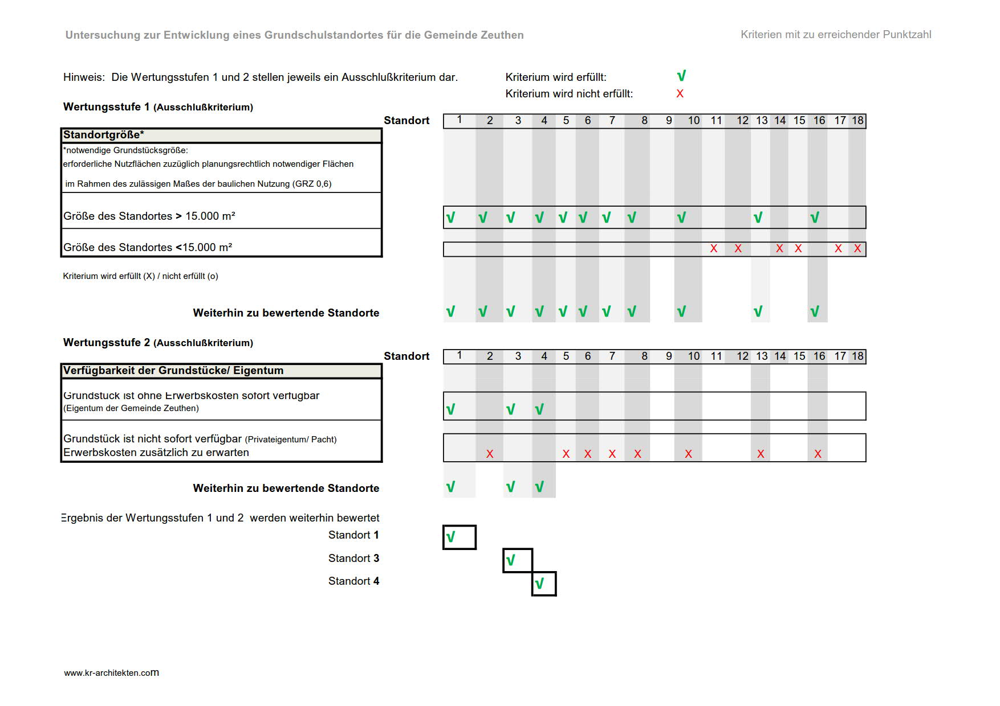 Untersuchung zur Entwicklung eines Grundschulstandortes für die Gemeinde Zeuthen Kriterien mit zu erreichender Punktzahl
Hinweis: Die Wertungsstufen 1 und 2 stellen jeweils ein Ausschlußkriterium dar. Kriterium wird erfüllt: √
Kriterium wird nicht erfüllt: X
Wertungsstufe 1 (Ausschlußkriterium)
Standort 1 2 3 4 5 6 7 8 9 10 11 12 13 14 15 16 17 18
Standortgröße*
*notwendige Grundstücksgröße:
erforderliche Nutzflächen zuzüglich planungsrechtlich notwendiger Flächen
im Rahmen des zulässigen Maßes der baulichen Nutzung (GRZ 0,6)
Größe des Standortes > 15.000 m² √ √ √ √ √ √ √ √ √ √ √
Größe des Standortes <15.000 m² X X X X X X
Kriterium wird erfüllt (X) / nicht erfüllt (o)
Weiterhin zu bewertende Standorte √ √ √ √ √ √ √ √ √ √ √
Wertungsstufe 2 (Ausschlußkriterium)
Standort 1 2 3 4 5 6 7 8 9 10 11 12 13 14 15 16 17 18
Verfügbarkeit der Grundstücke/ Eigentum
Grundstück ist ohne Erwerbskosten sofort verfügbar
(Eigentum der Gemeinde Zeuthen) √ √ √
Grundstück ist nicht sofort verfügbar (Privateigentum/ Pacht)
Erwerbskosten zusätzlich zu erwarten X X X X X X X X
Weiterhin zu bewertende Standorte √ √ √
Ergebnis der Wertungsstufen 1 und 2 werden weiterhin bewertet
Standort 1 √
Standort 3 √
Standort 4 √
www.kr-architekten.com